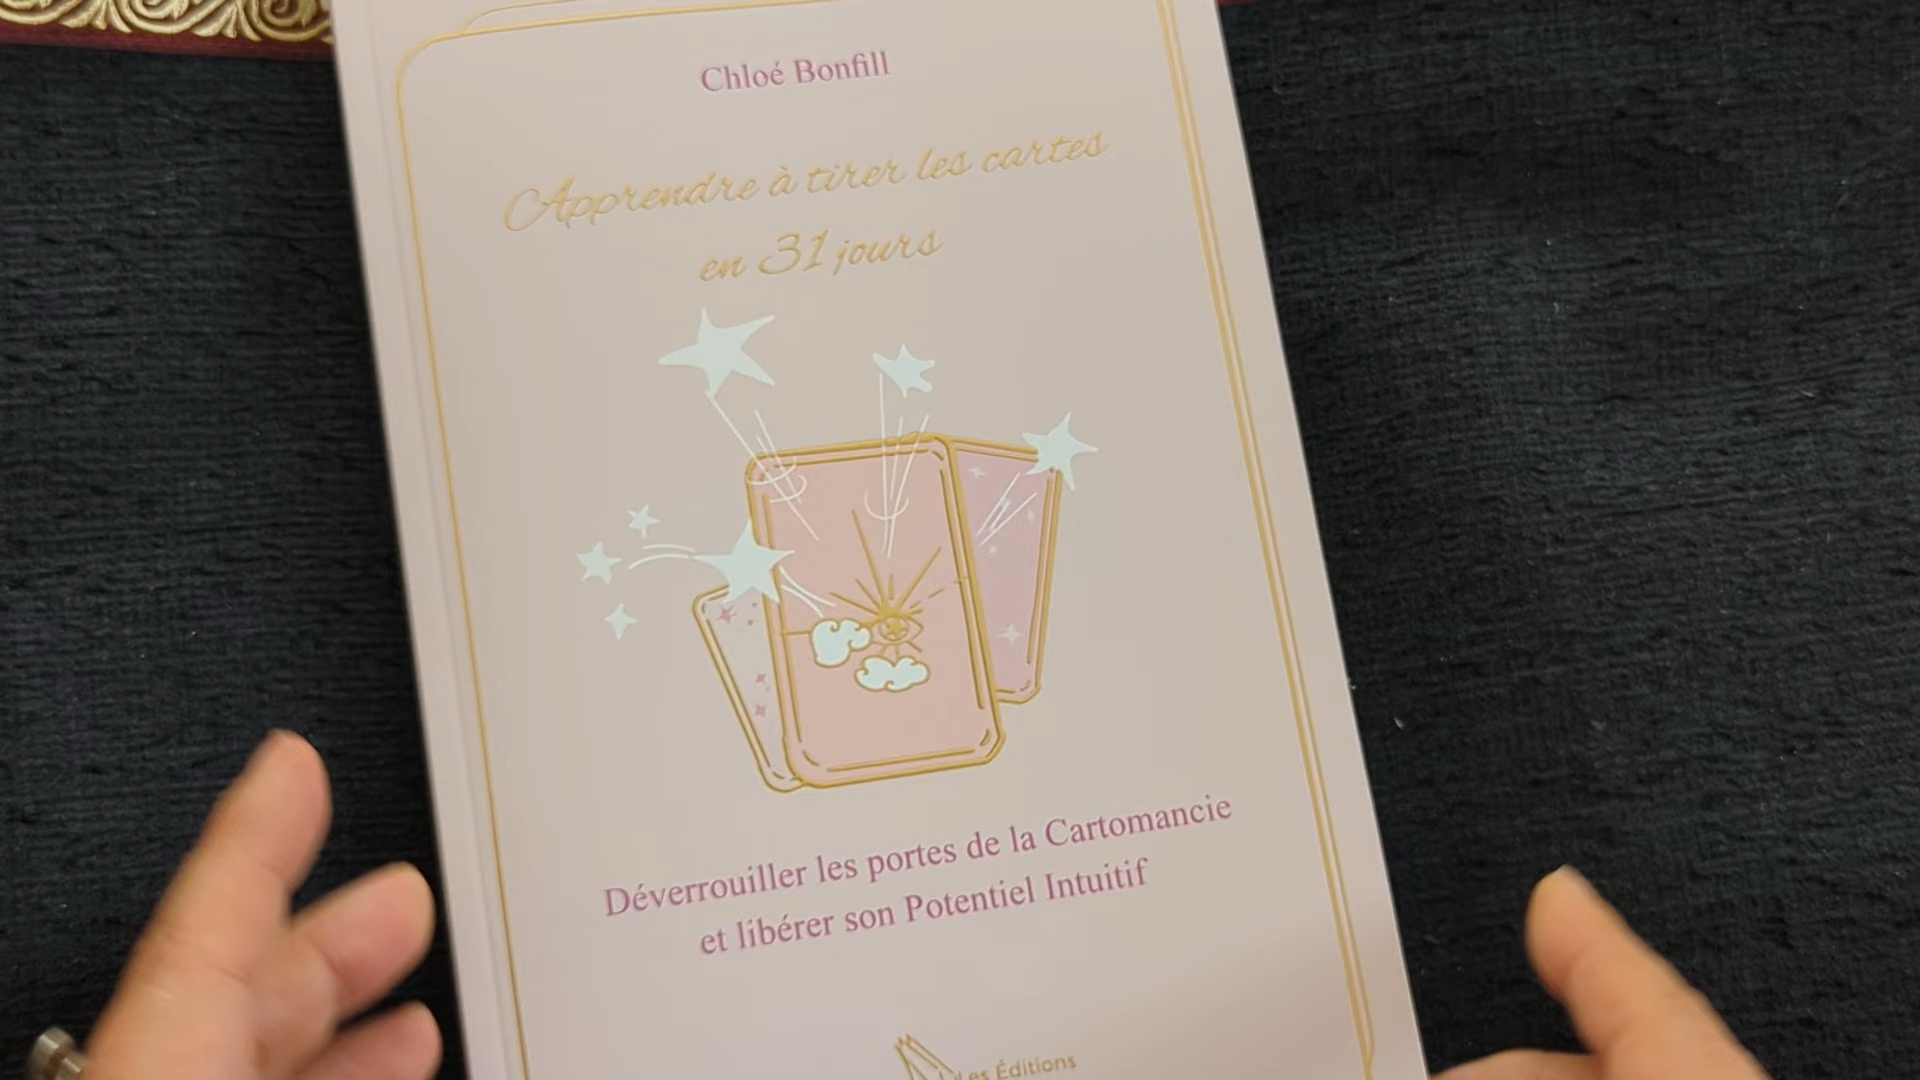 Chloé Bonfill
Apprendre à tirer les cartes
en 31 jours
Déverrouiller les portes de la Cartomancie
et libérer son Potentiel Intuitif
Les Éditions